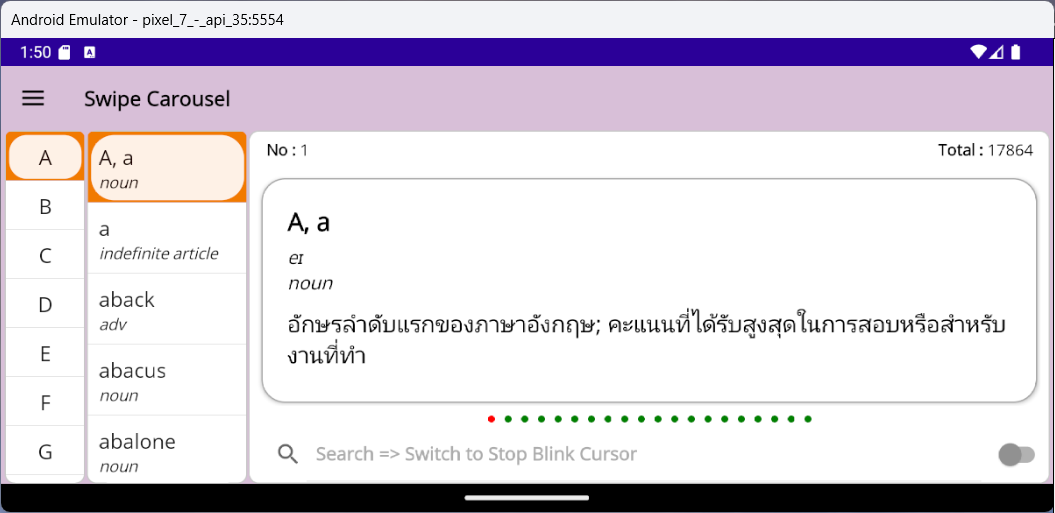 Android Emulator - pixel_7_-_api_35:5554
1:50
Swipe Carousel
A
B
C
D
E
F
G
A, a
noun
a
indefinite article
aback
adv
abacus
noun
abalone
noun
No : 1
Total : 17864
A, a
eɪ
noun
อักษรลำดับแรกของภาษาอังกฤษ; คะแนนที่ได้รับสูงสุดในการสอบหรือสำหรับ
งานที่ทำ
Search => Switch to Stop Blink Cursor